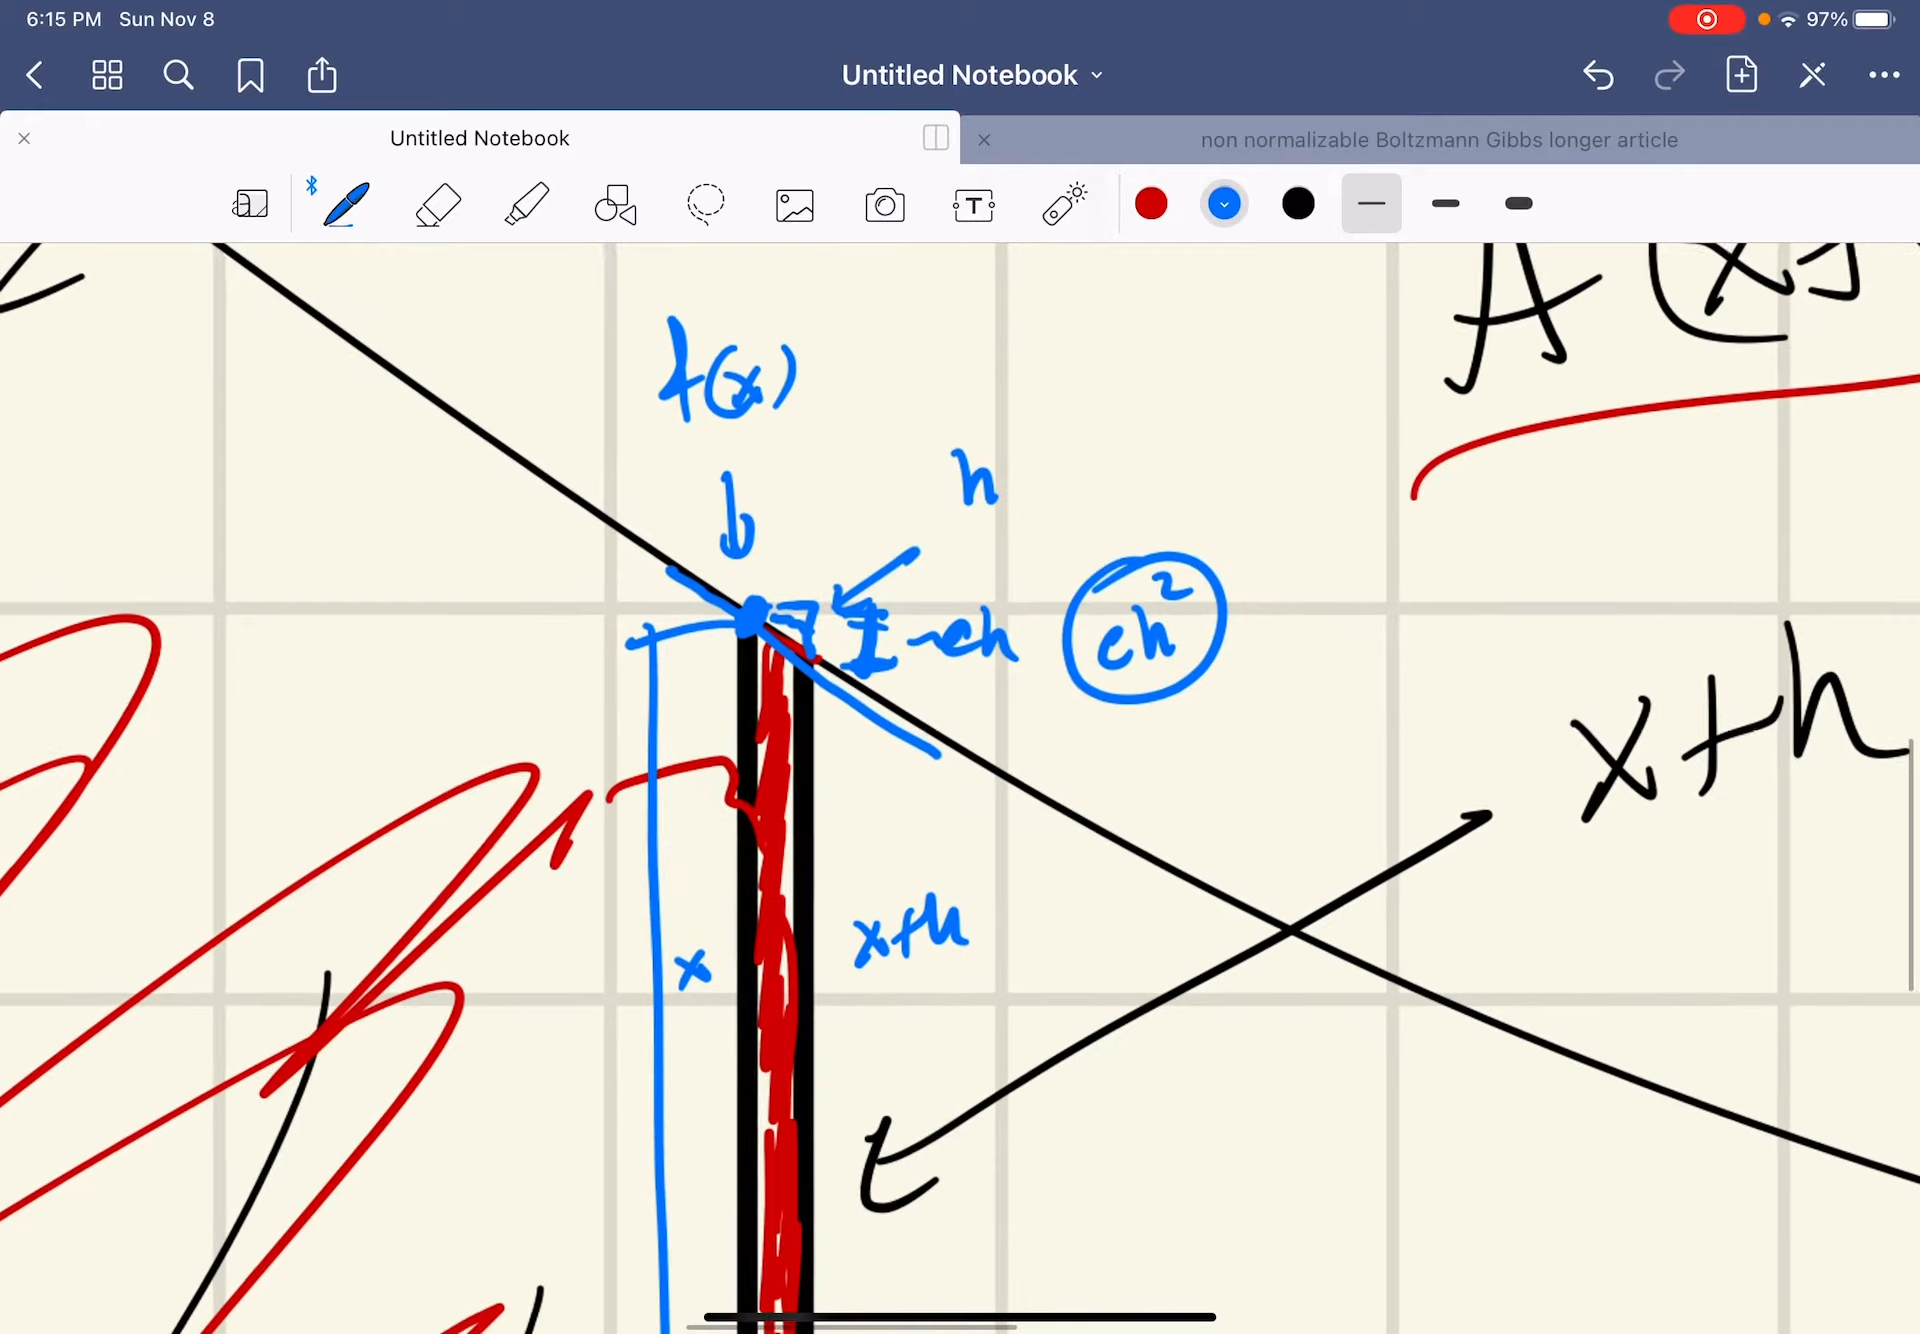 6:15 PM Sun Nov 8
97%
Untitled Notebook
Untitled Notebook
non normalizable Boltzmann Gibbs longer article
T
A(x)
f(x)
h
~ch
ch²
x+h
x+h
x